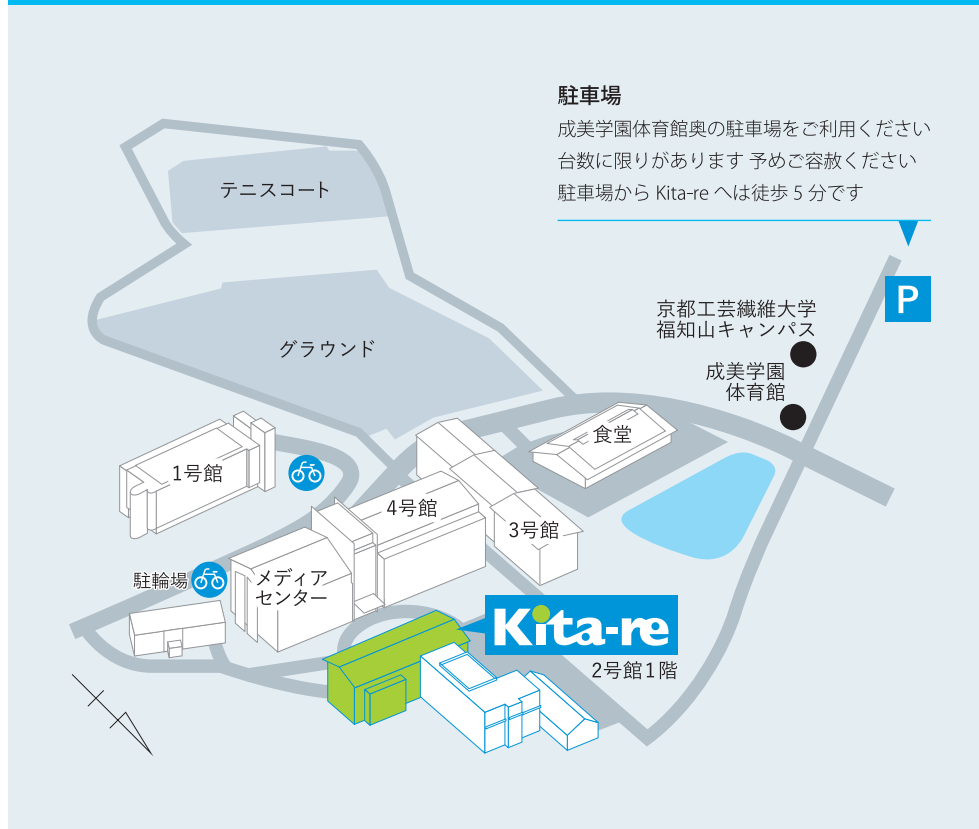 駐車場
成美学園体育館奥の駐車場をご利用ください
台数に限りがあります 予めご容赦ください
駐車場から Kita-re へは徒歩 5 分です
テニスコート
P
京都工芸繊維大学
福知山キャンパス
グラウンド
成美学園
体育館
食堂
1号館
4号館
3号館
駐輪場
メディア
センター
Kita-re
2号館1階